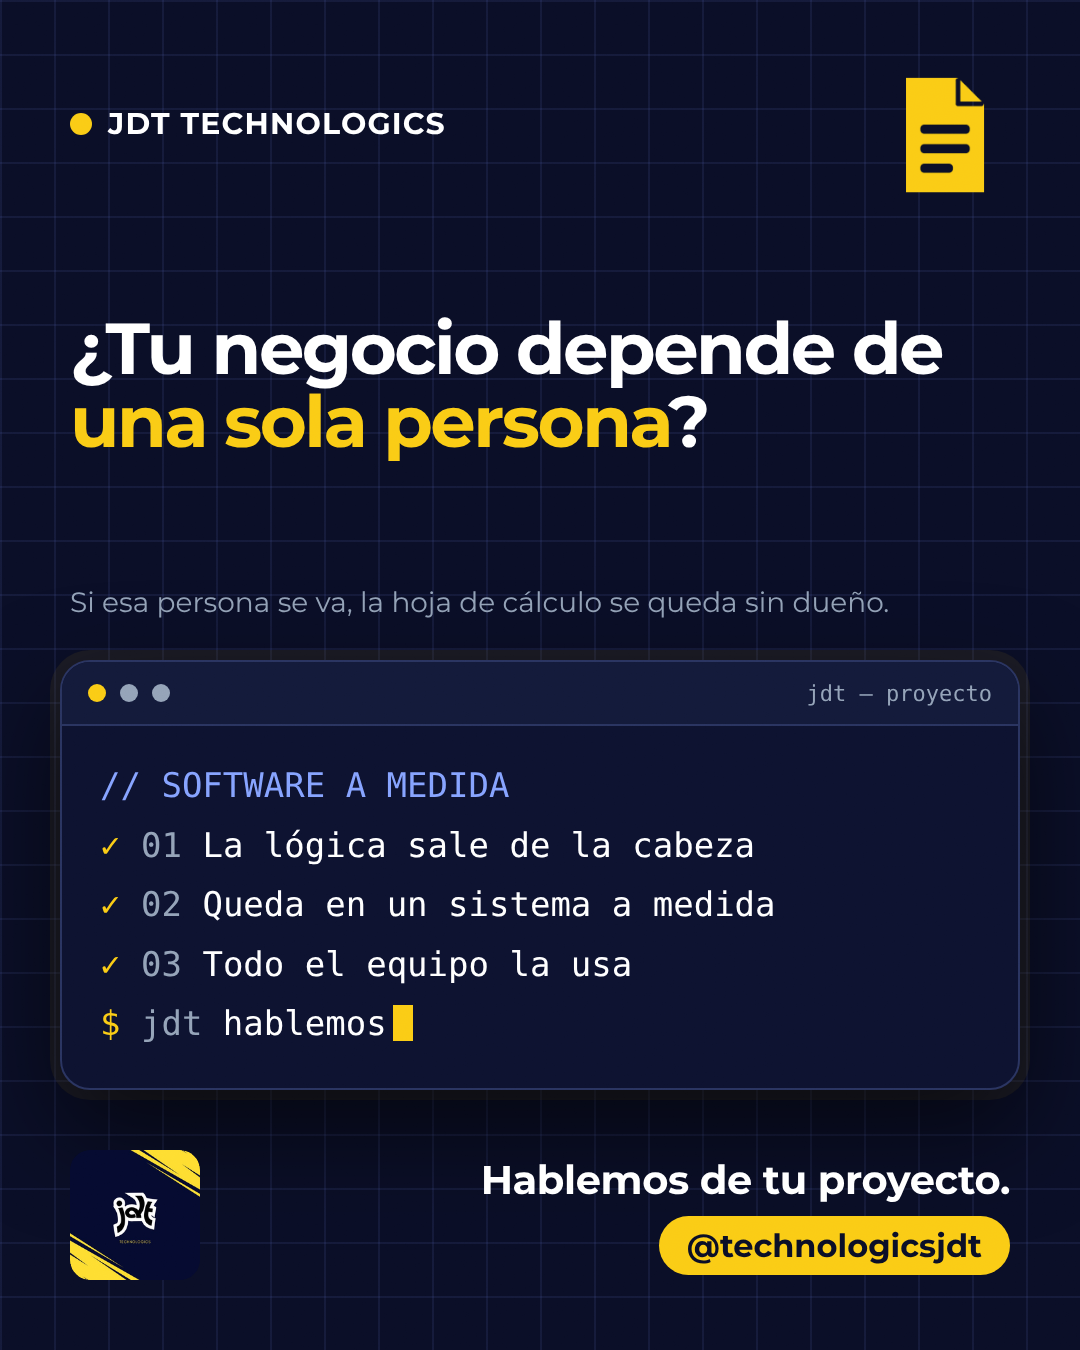 JDT TECHNOLOGICS
¿Tu negocio depende de
una sola persona?
Si esa persona se va, la hoja de cálculo se queda sin dueño.
jdt — proyecto
// SOFTWARE A MEDIDA
✓ 01 La lógica sale de la cabeza
✓ 02 Queda en un sistema a medida
✓ 03 Todo el equipo la usa
$ jdt hablemos
jdt
TECHNOLOGICS
Hablemos de tu proyecto.
@technologicsjdt